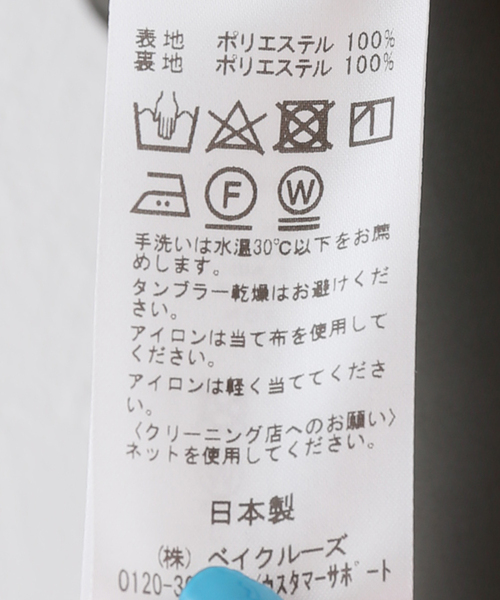 表地 ポリエステル 100%
裏地 ポリエステル 100%
F W
手洗いは水温30℃以下をお薦
めします。
タンブラー乾燥はお避けくだ
さい。
アイロンは当て布を使用して
ください。
アイロンは軽く当ててくださ
い。
〈クリーニング店へのお願い〉
ネットを使用してください。
日本製
(株) ベイクルーズ
0120-3 カスタマーサポート